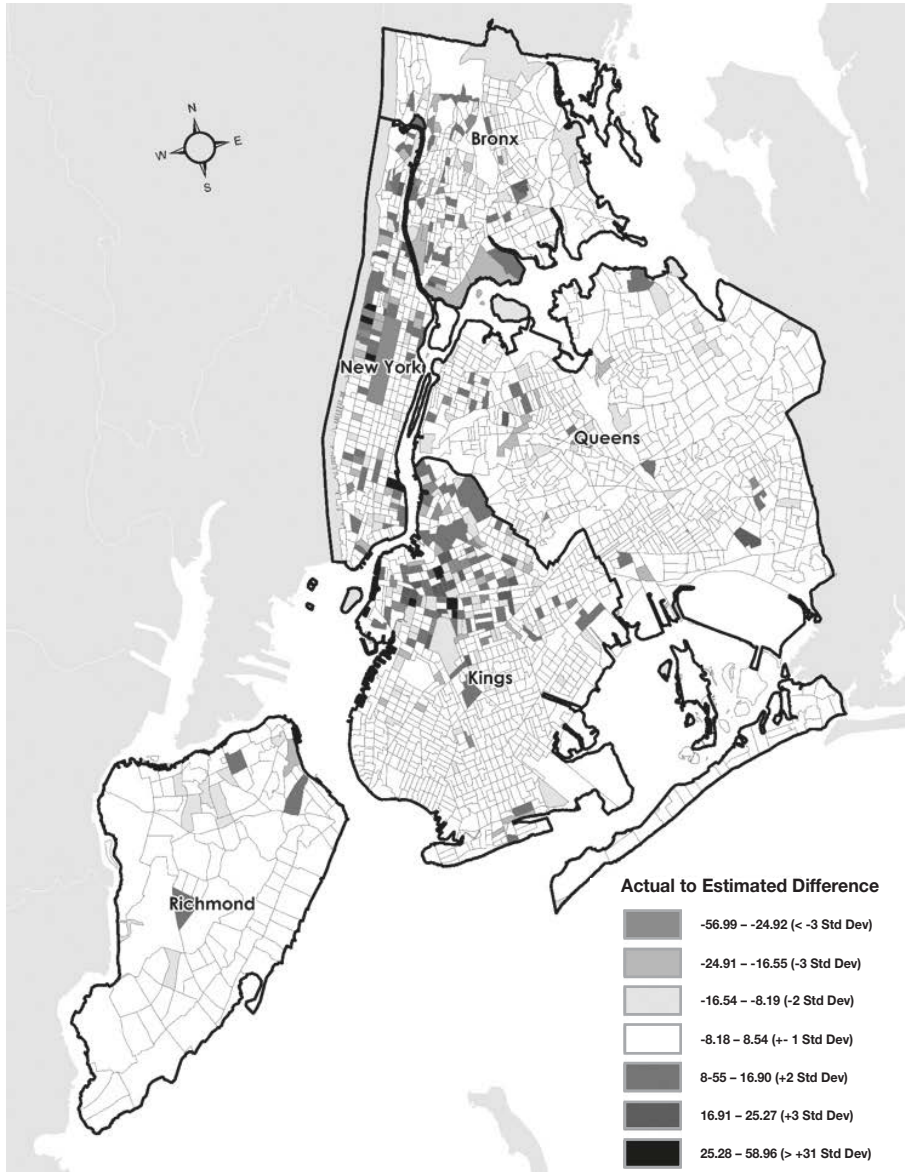 N
W
E
S
Bronx
New York
Queens
Kings
Richmond
Actual to Estimated Difference
-56.99 – -24.92 (< -3 Std Dev)
-24.91 – -16.55 (-3 Std Dev)
-16.54 – -8.19 (-2 Std Dev)
-8.18 – 8.54 (+- 1 Std Dev)
8-55 – 16.90 (+2 Std Dev)
16.91 – 25.27 (+3 Std Dev)
25.28 – 58.96 (> +31 Std Dev)